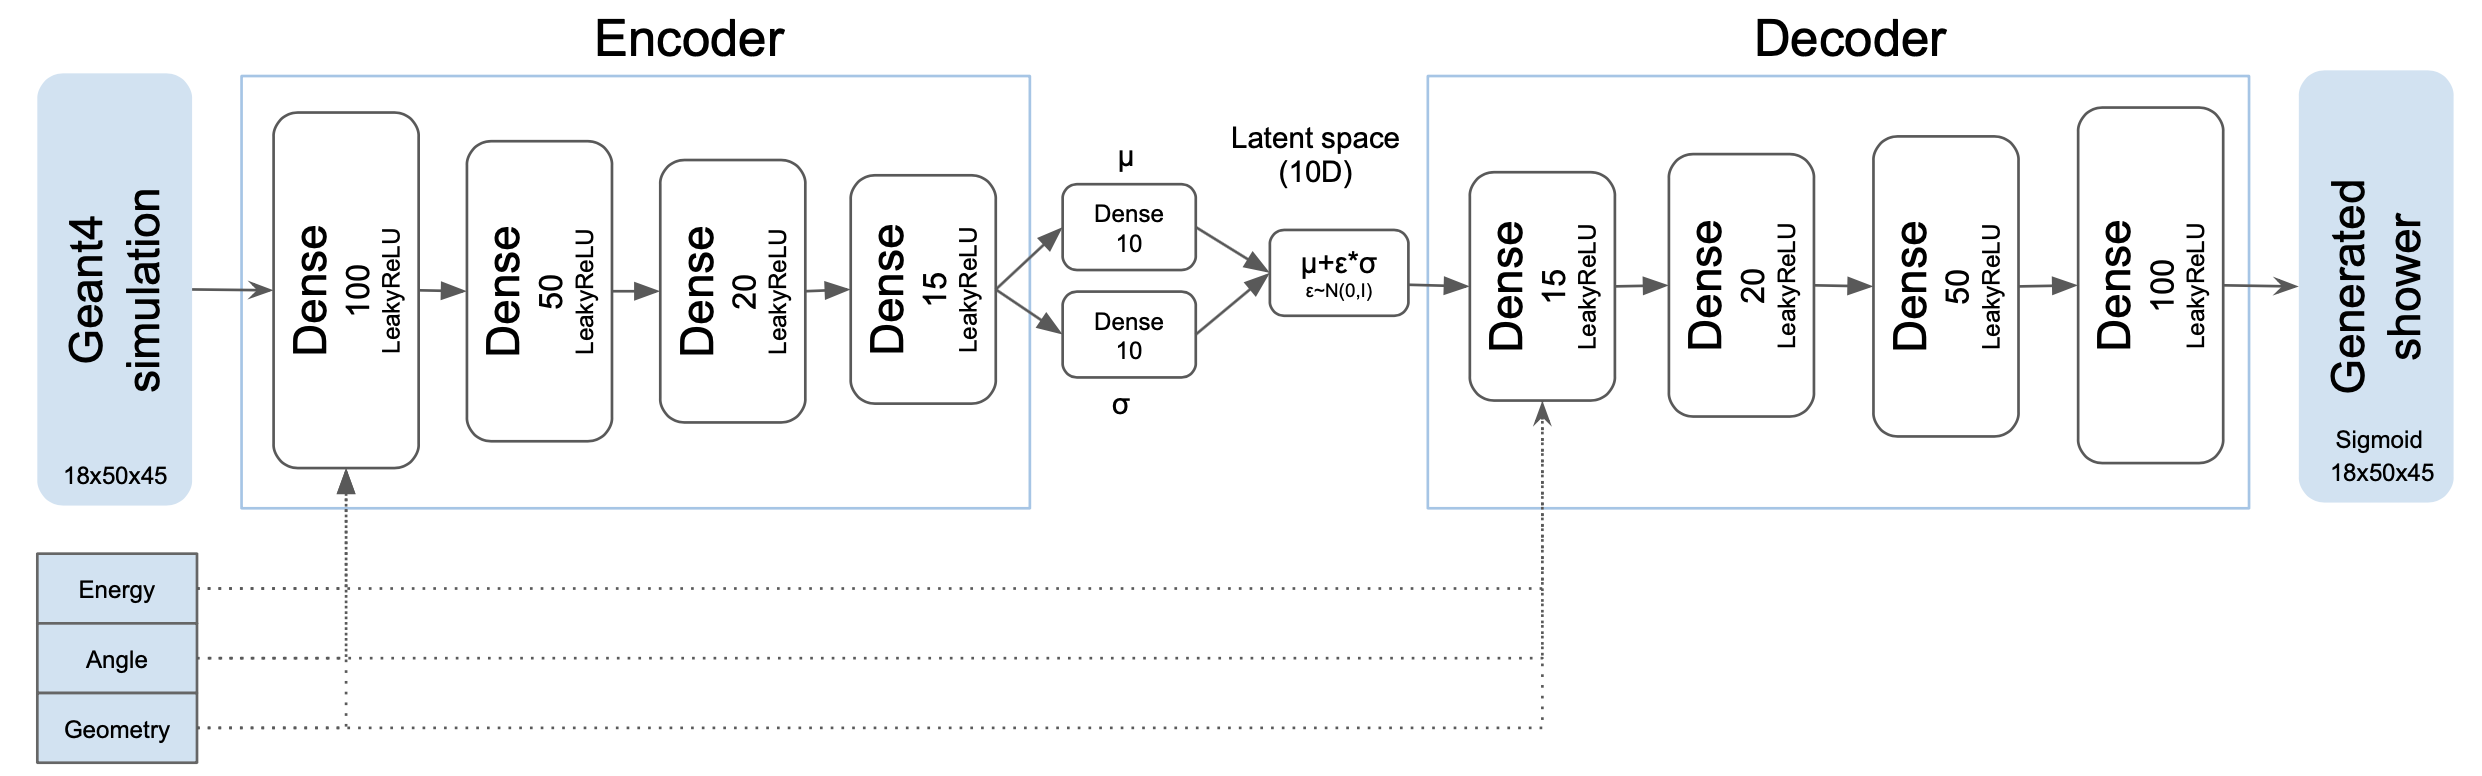 Encoder
Decoder
Geant4
simulation
18x50x45
Dense
100
LeakyReLU
Dense
50
LeakyReLU
Dense
20
LeakyReLU
Dense
15
LeakyReLU
μ
Dense
10
Dense
10
σ
Latent space
(10D)
μ+ε*σ
ε~N(0,I)
Dense
15
LeakyReLU
Dense
20
LeakyReLU
Dense
50
LeakyReLU
Dense
100
LeakyReLU
Generated
shower
Sigmoid
18x50x45
Energy
Angle
Geometry